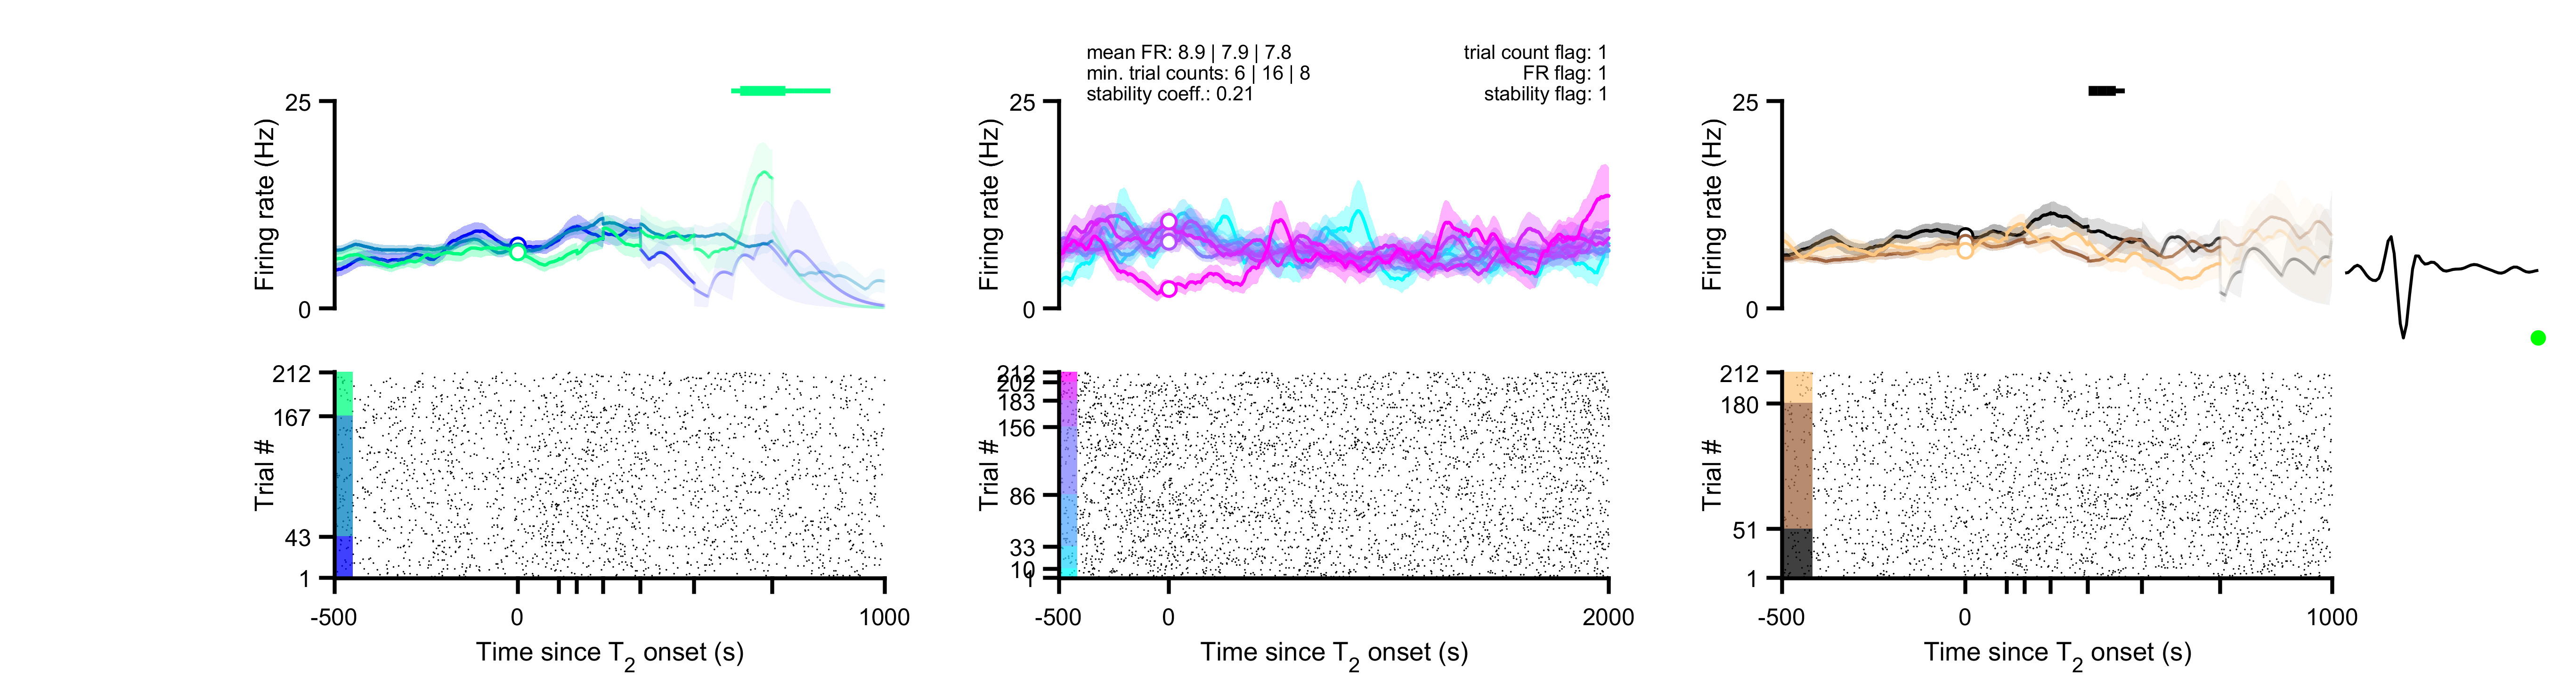 mean FR: 8.9 | 7.9 | 7.8
min. trial counts: 6 | 16 | 8
stability coeff.: 0.21
trial count flag: 1
FR flag: 1
stability flag: 1
25
0
Firing rate (Hz)
212
167
43
1
Trial #
-500
0
1000
Time since T2 onset (s)
25
0
Firing rate (Hz)
212
202
183
156
86
33
10
1
Trial #
-500
0
2000
Time since T2 onset (s)
25
0
Firing rate (Hz)
212
180
51
1
Trial #
-500
0
1000
Time since T2 onset (s)